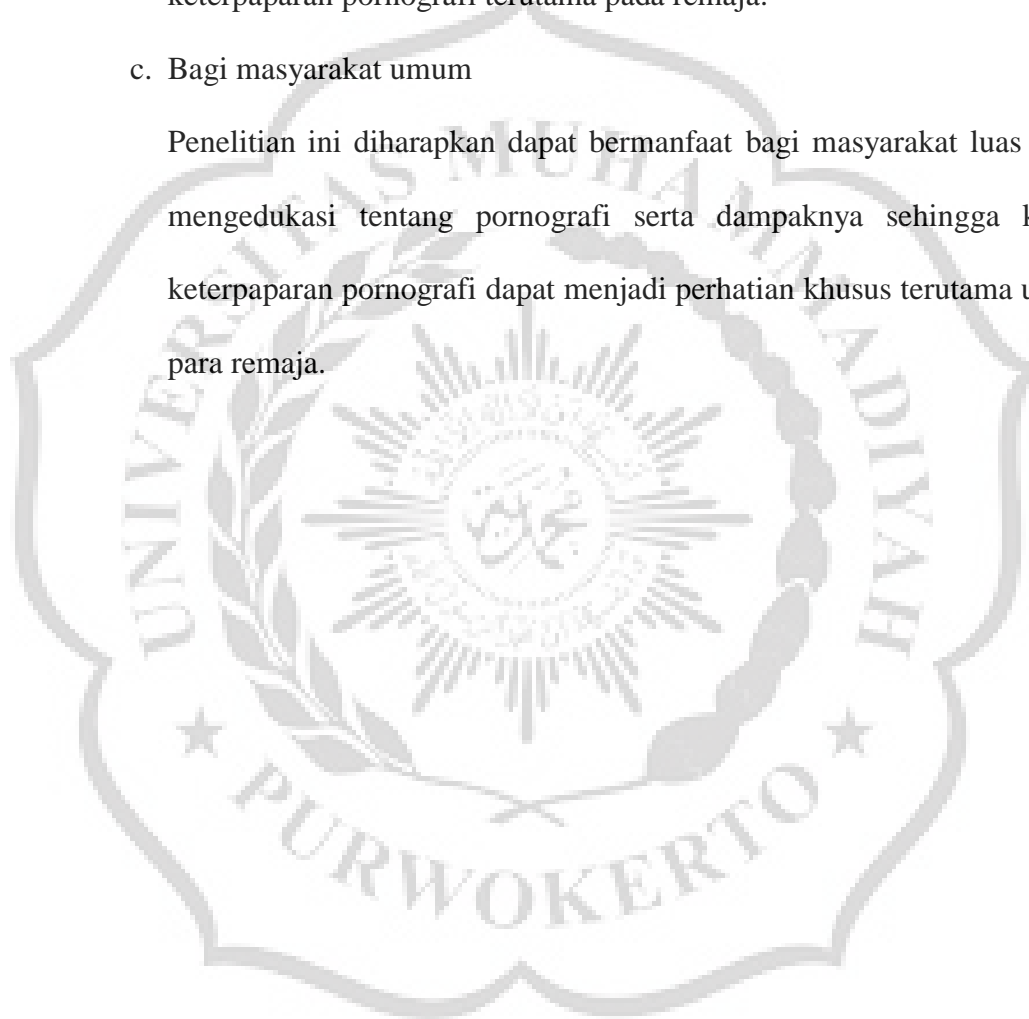 keterpaparan pornografi terutama pada remaja.
c. Bagi masyarakat umum
Penelitian ini diharapkan dapat bermanfaat bagi masyarakat luas
mengedukasi tentang pornografi serta dampaknya sehingga
keterpaparan pornografi dapat menjadi perhatian khusus terutama
para remaja.
UNIVERSITAS MUHAMMADIYAH
★ PURWOKERTO ★